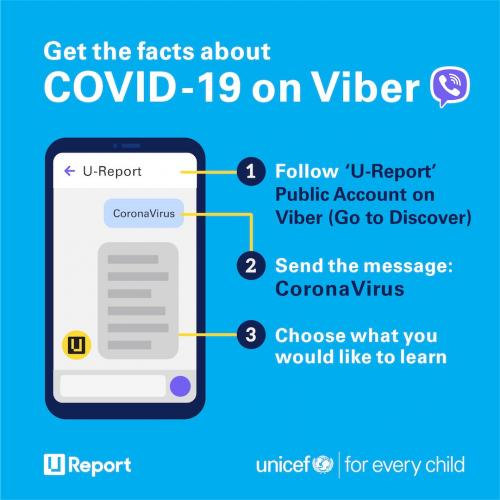 Get the facts about
COVID-19 on Viber
U-Report
CoronaVirus
1 Follow ‘U-Report’
Public Account on
Viber (Go to Discover)
2 Send the message:
CoronaVirus
3 Choose what you
would like to learn
U
U Report
unicef | for every child